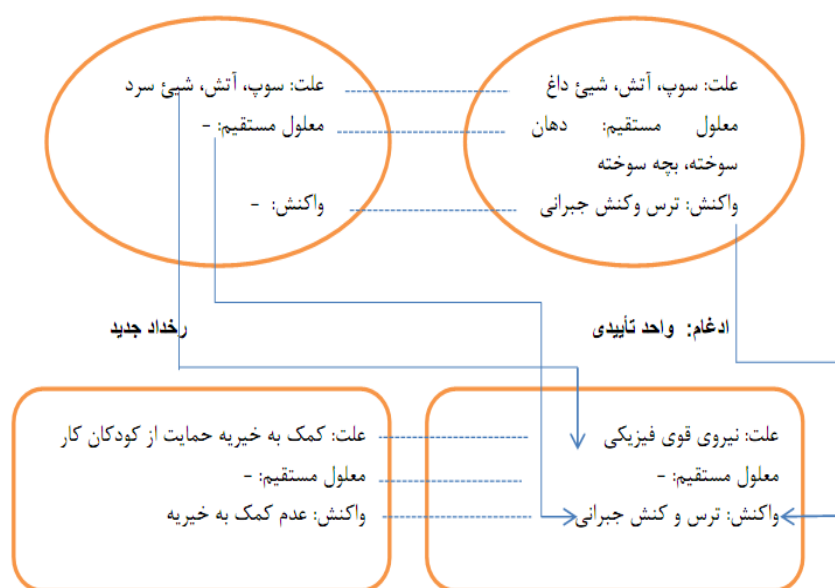 علت: سوپ، آتش، شیئ داغ
معلول مستقیم: دهان
سوخته، بچه سوخته
واکنش: ترس وکنش جبرانی
علت: سوپ، آتش، شیئ سرد
معلول مستقیم: -
واکنش: -
ادغام: واحد تأییدی
رخداد جدید
علت: نیروی قوی فیزیکی
معلول مستقیم: -
واکنش: ترس و کنش جبرانی
علت: کمک به خیریه حمایت از کودکان کار
معلول مستقیم: -
واکنش: عدم کمک به خیریه